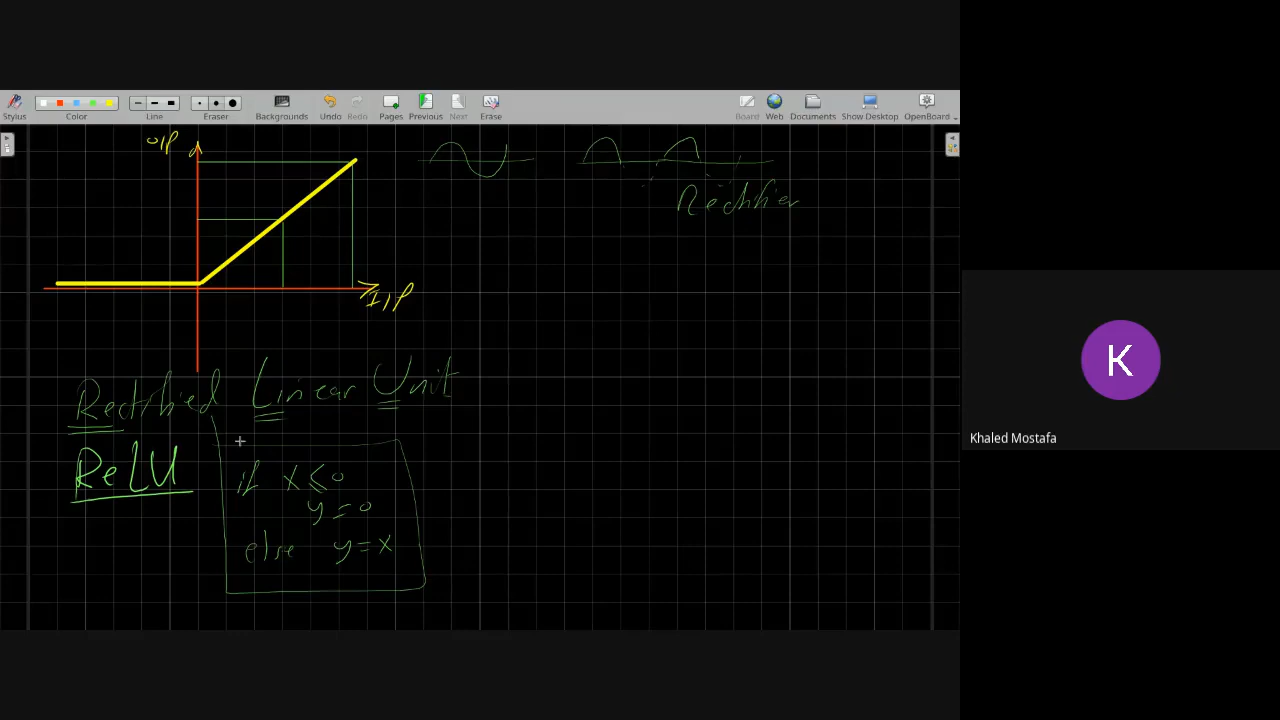 Stylus Color Line Eraser Backgrounds Undo Redo Pages Previous Next Erase Board Web Documents Show Desktop OpenBoard
O/P
I/P
Rectifier
Rectified Linear Unit
ReLU
if x ≤ 0
y = 0
else y = x
K
Khaled Mostafa